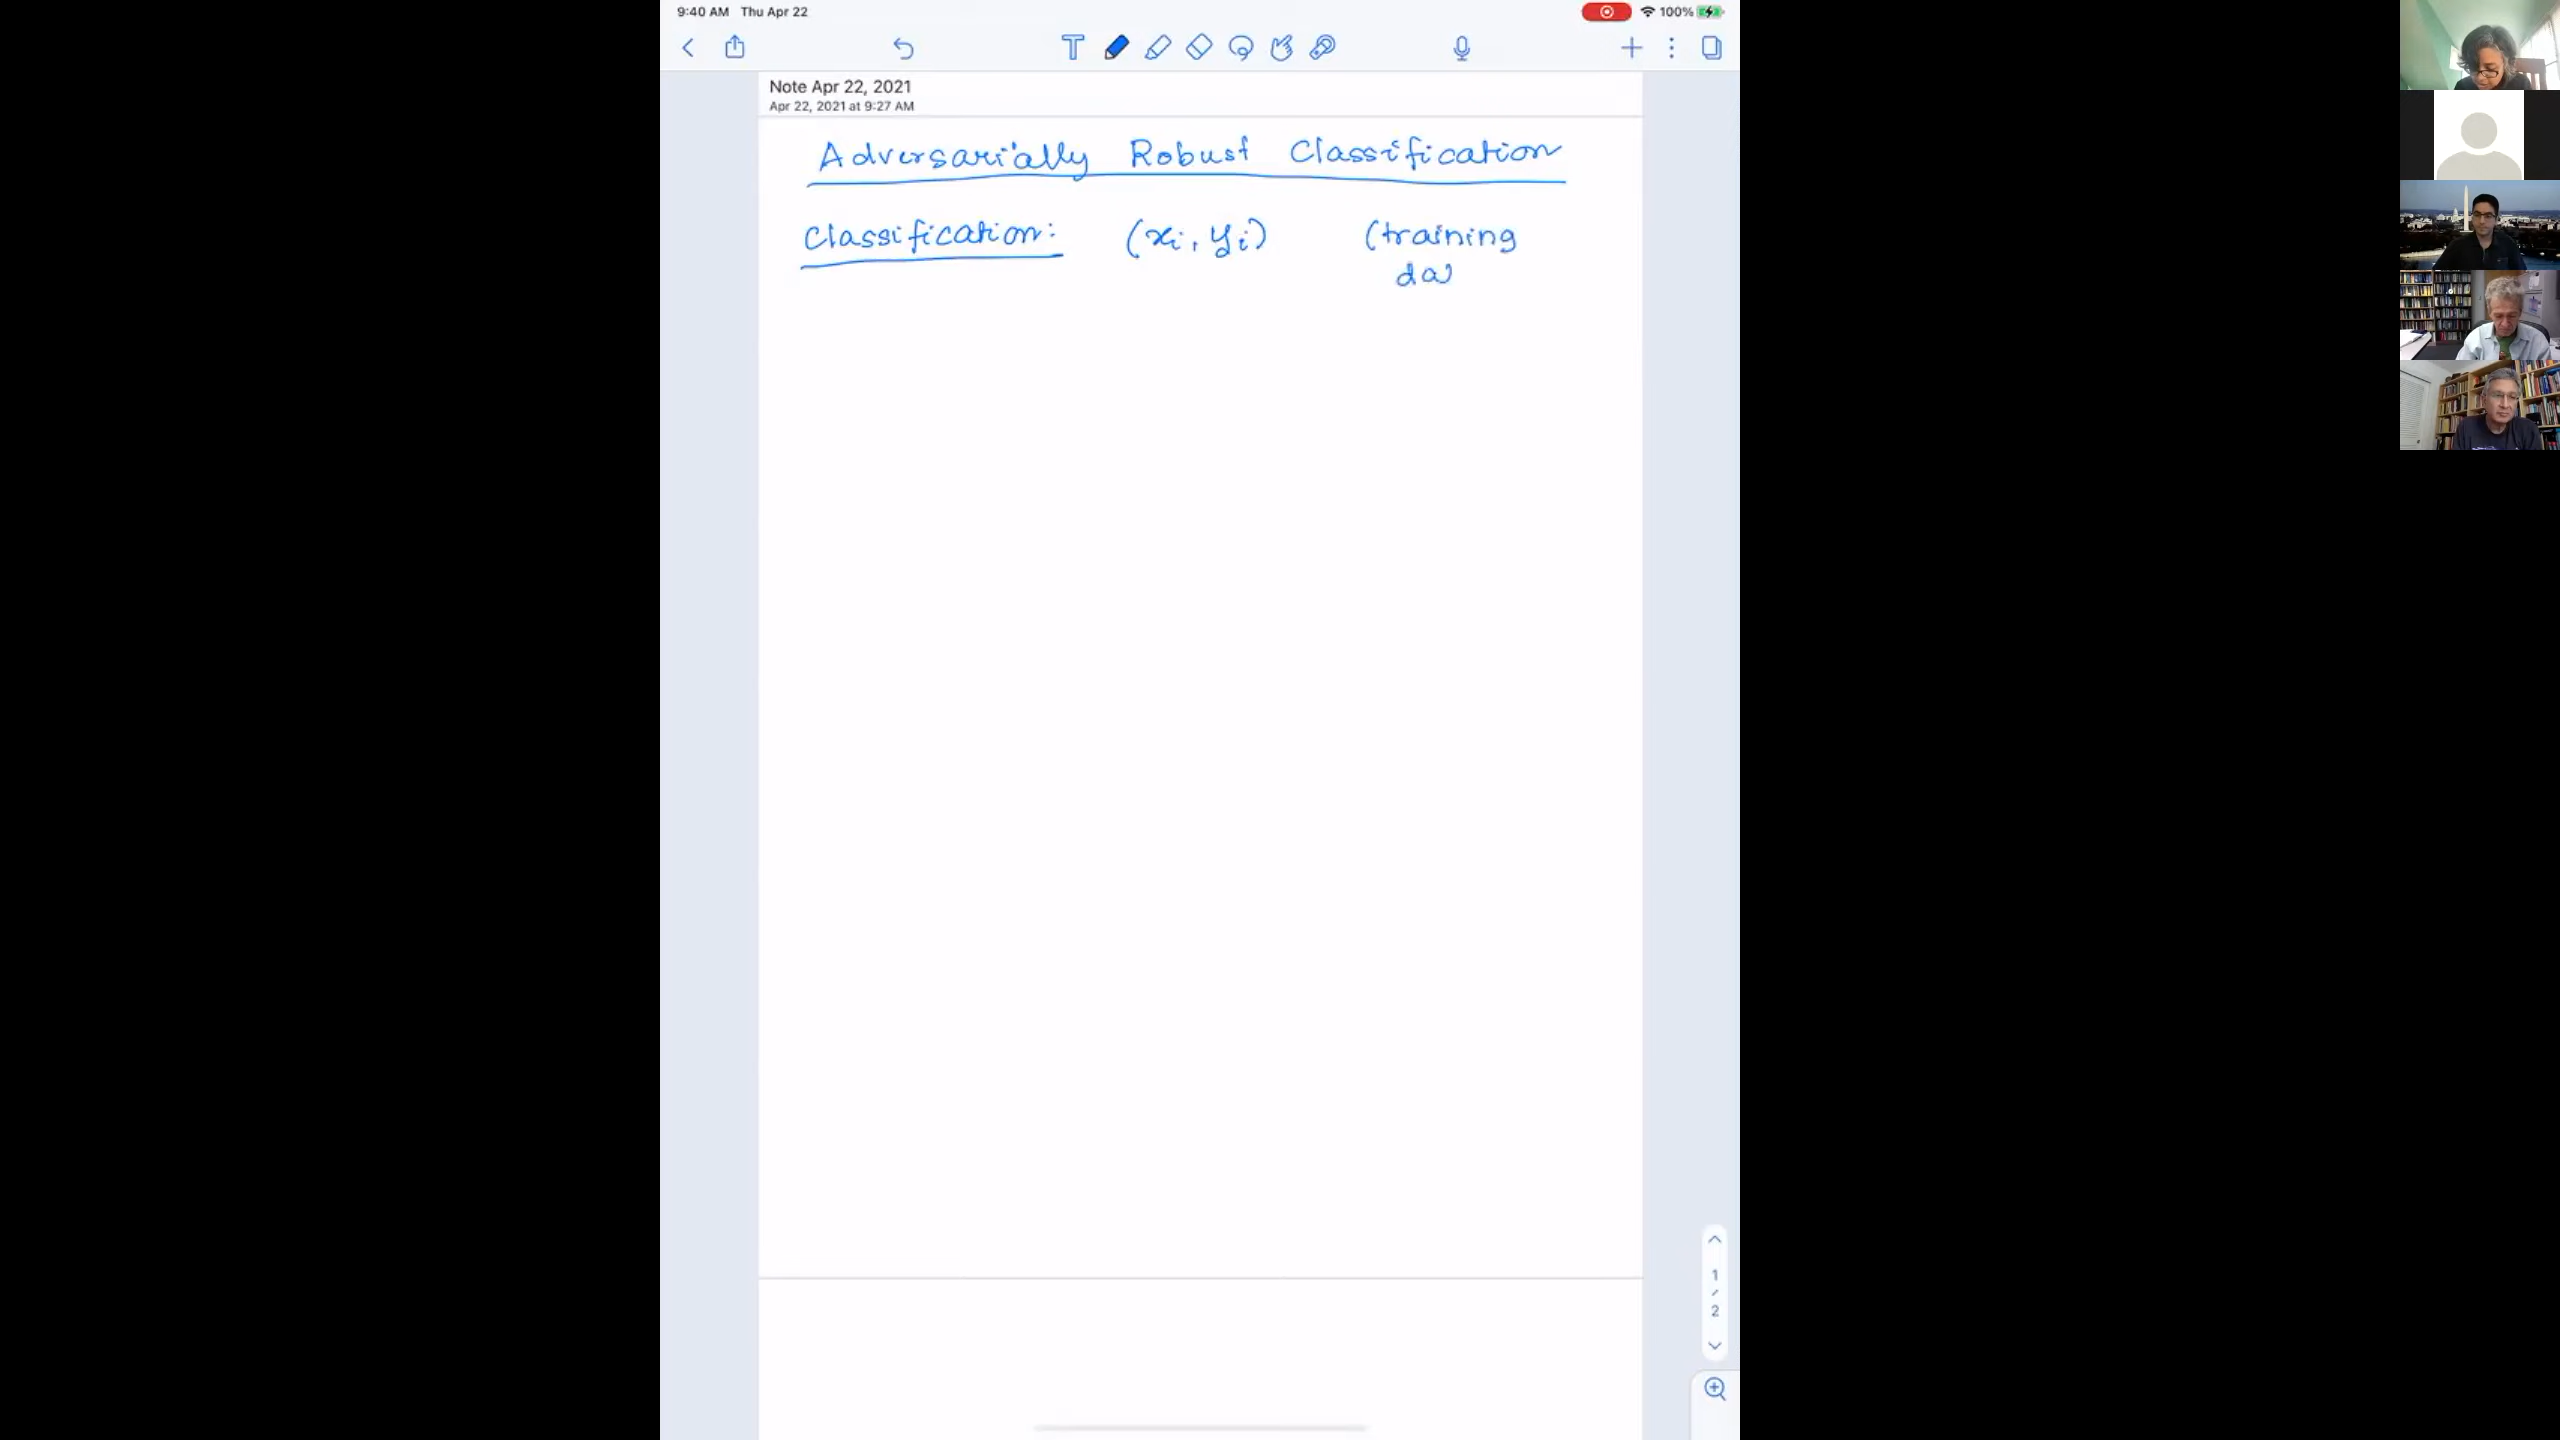 9:40 AM Thu Apr 22 100%
Note Apr 22, 2021
Apr 22, 2021 at 9:27 AM
Adversarially Robust Classification
Classification: (xi, yi) (training
da
1
/
2